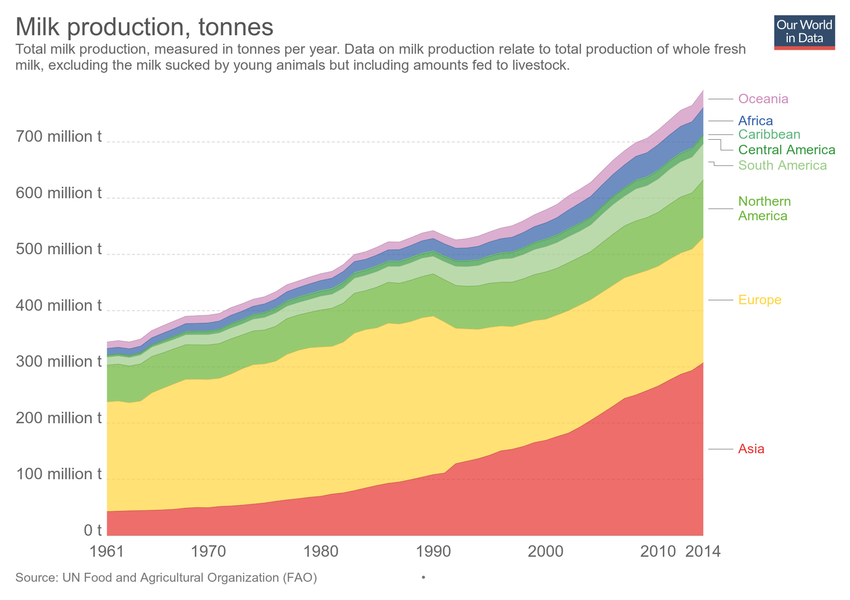 Milk production, tonnes
Our World
in Data
Total milk production, measured in tonnes per year. Data on milk production relate to total production of whole fresh
milk, excluding the milk sucked by young animals but including amounts fed to livestock.
Oceania
Africa
Caribbean
Central America
South America
Northern
America
Europe
Asia
700 million t
600 million t
500 million t
400 million t
300 million t
200 million t
100 million t
0 t
1961 1970 1980 1990 2000 2010 2014
Source: UN Food and Agricultural Organization (FAO) •